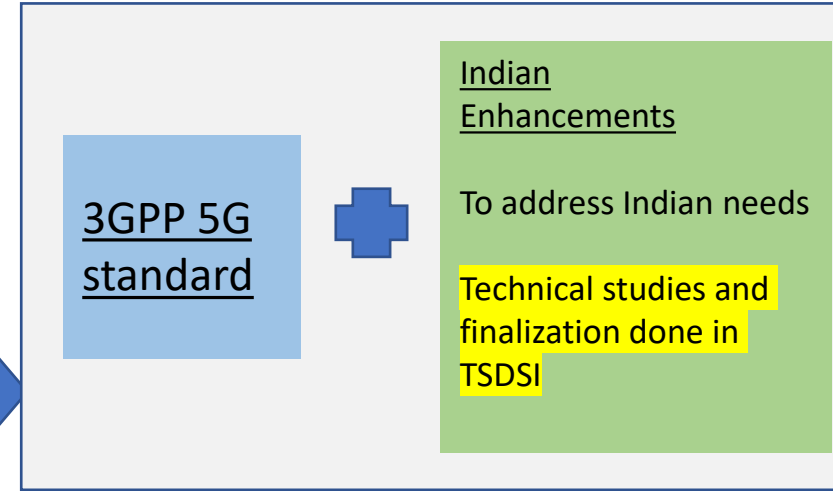 3GPP 5G
standard
Indian
Enhancements
To address Indian needs
Technical studies and
finalization done in
TSDSI